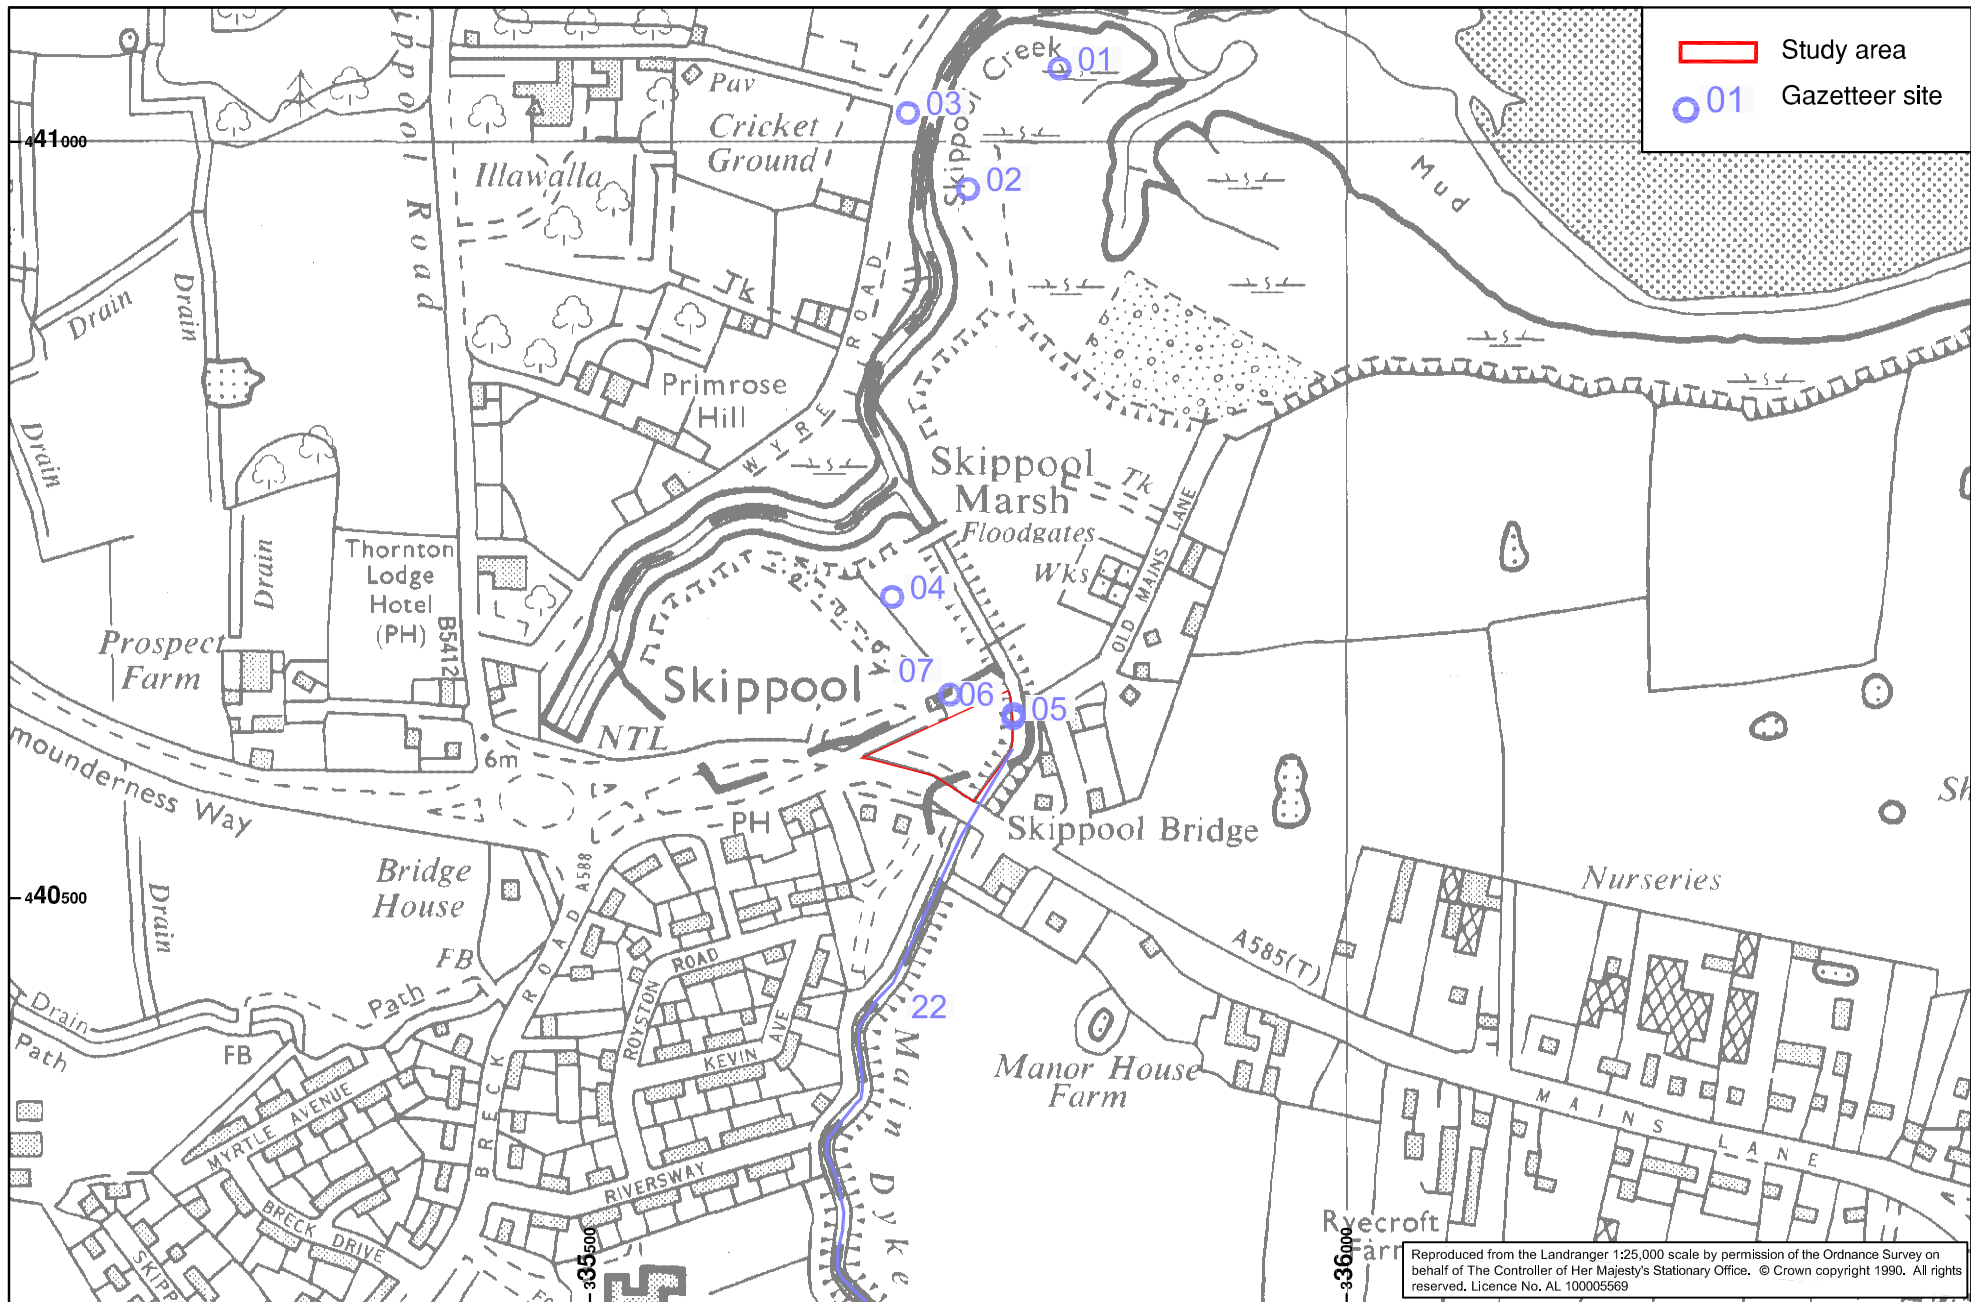 Study area
01
Gazetteer site
ippool Road
Creek
01
Pav
03
Cricket
Ground
441000
Skippool
Illawalla
02
Mud
Drain
Drain
Tk
WYRE ROAD
Primrose
Hill
Drain
Skippool
Marsh
Tk
Floodgates
OLD MAINS LANE
Thornton
Lodge
Hotel
(PH)
Drain
Wks
04
B5412
Prospect
Farm
07
Skippool
06
05
NTL
6m
mounderness Way
PH
Skippool Bridge
Sh
Bridge
House
A588
Nurseries
440500
Drain
A585(T)
FB
ROAD
BRECK ROAD
Path
ROYSTON
22
Drain
Path
FB
KEVIN AVE
Main Dyke
Manor House
Farm
MYRTLE AVENUE
MAINS LANE
RIVERSWAY
BRECK DRIVE
SKIPP
Ryecroft
Farm
335500
336000
Reproduced from the Landranger 1:25,000 scale by permission of the Ordnance Survey on
behalf of The Controller of Her Majesty's Stationary Office. © Crown copyright 1990. All rights
reserved. Licence No. AL 100005569